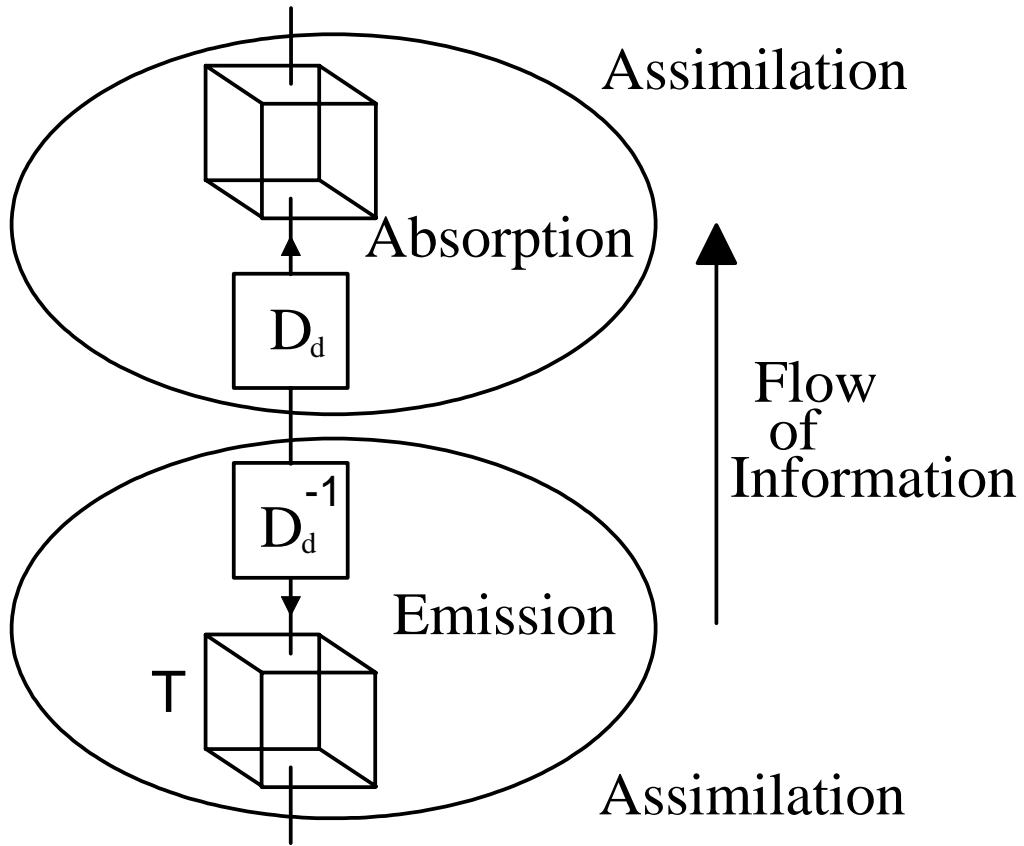 Assimilation
Absorption
D_d
Flow
of
Information
D_d^-1
Emission
T
Assimilation